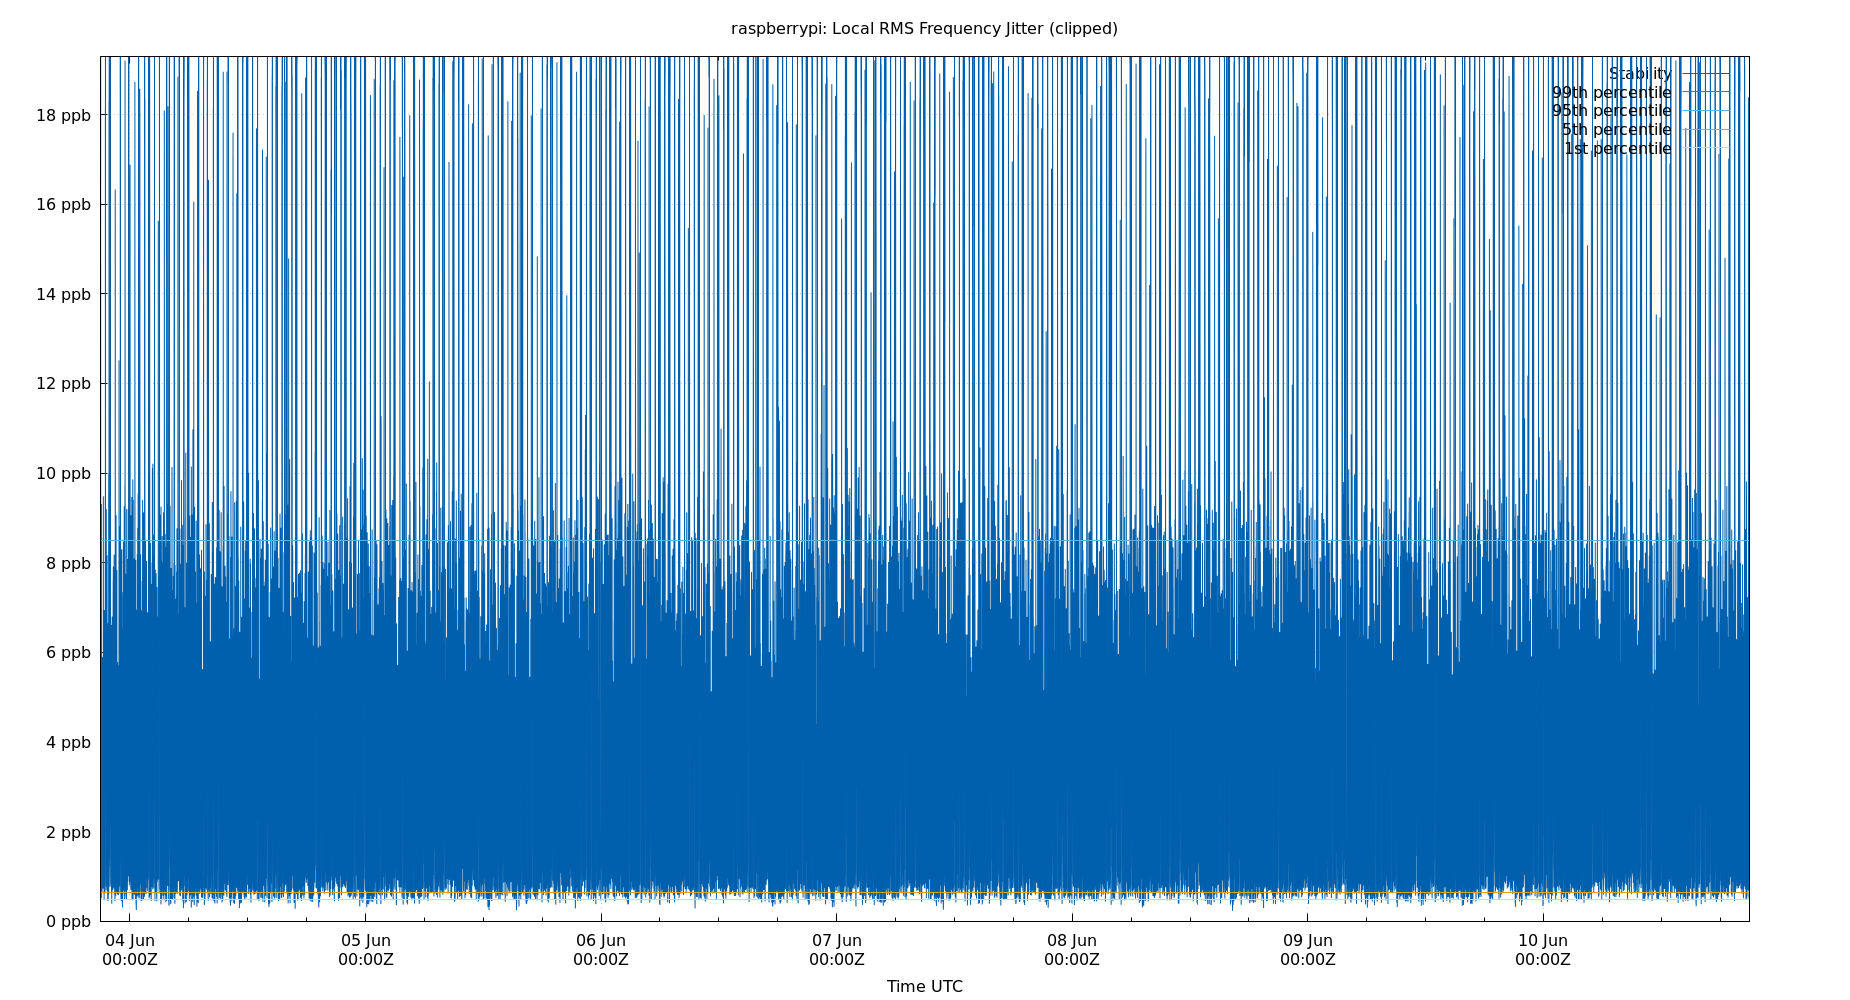 raspberrypi: Local RMS Frequency Jitter (clipped)
Stability
99th percentile
95th percentile
5th percentile
1st percentile
18 ppb
16 ppb
14 ppb
12 ppb
10 ppb
8 ppb
6 ppb
4 ppb
2 ppb
0 ppb
04 Jun 05 Jun 06 Jun 07 Jun 08 Jun 09 Jun 10 Jun
00:00Z 00:00Z 00:00Z 00:00Z 00:00Z 00:00Z 00:00Z
Time UTC